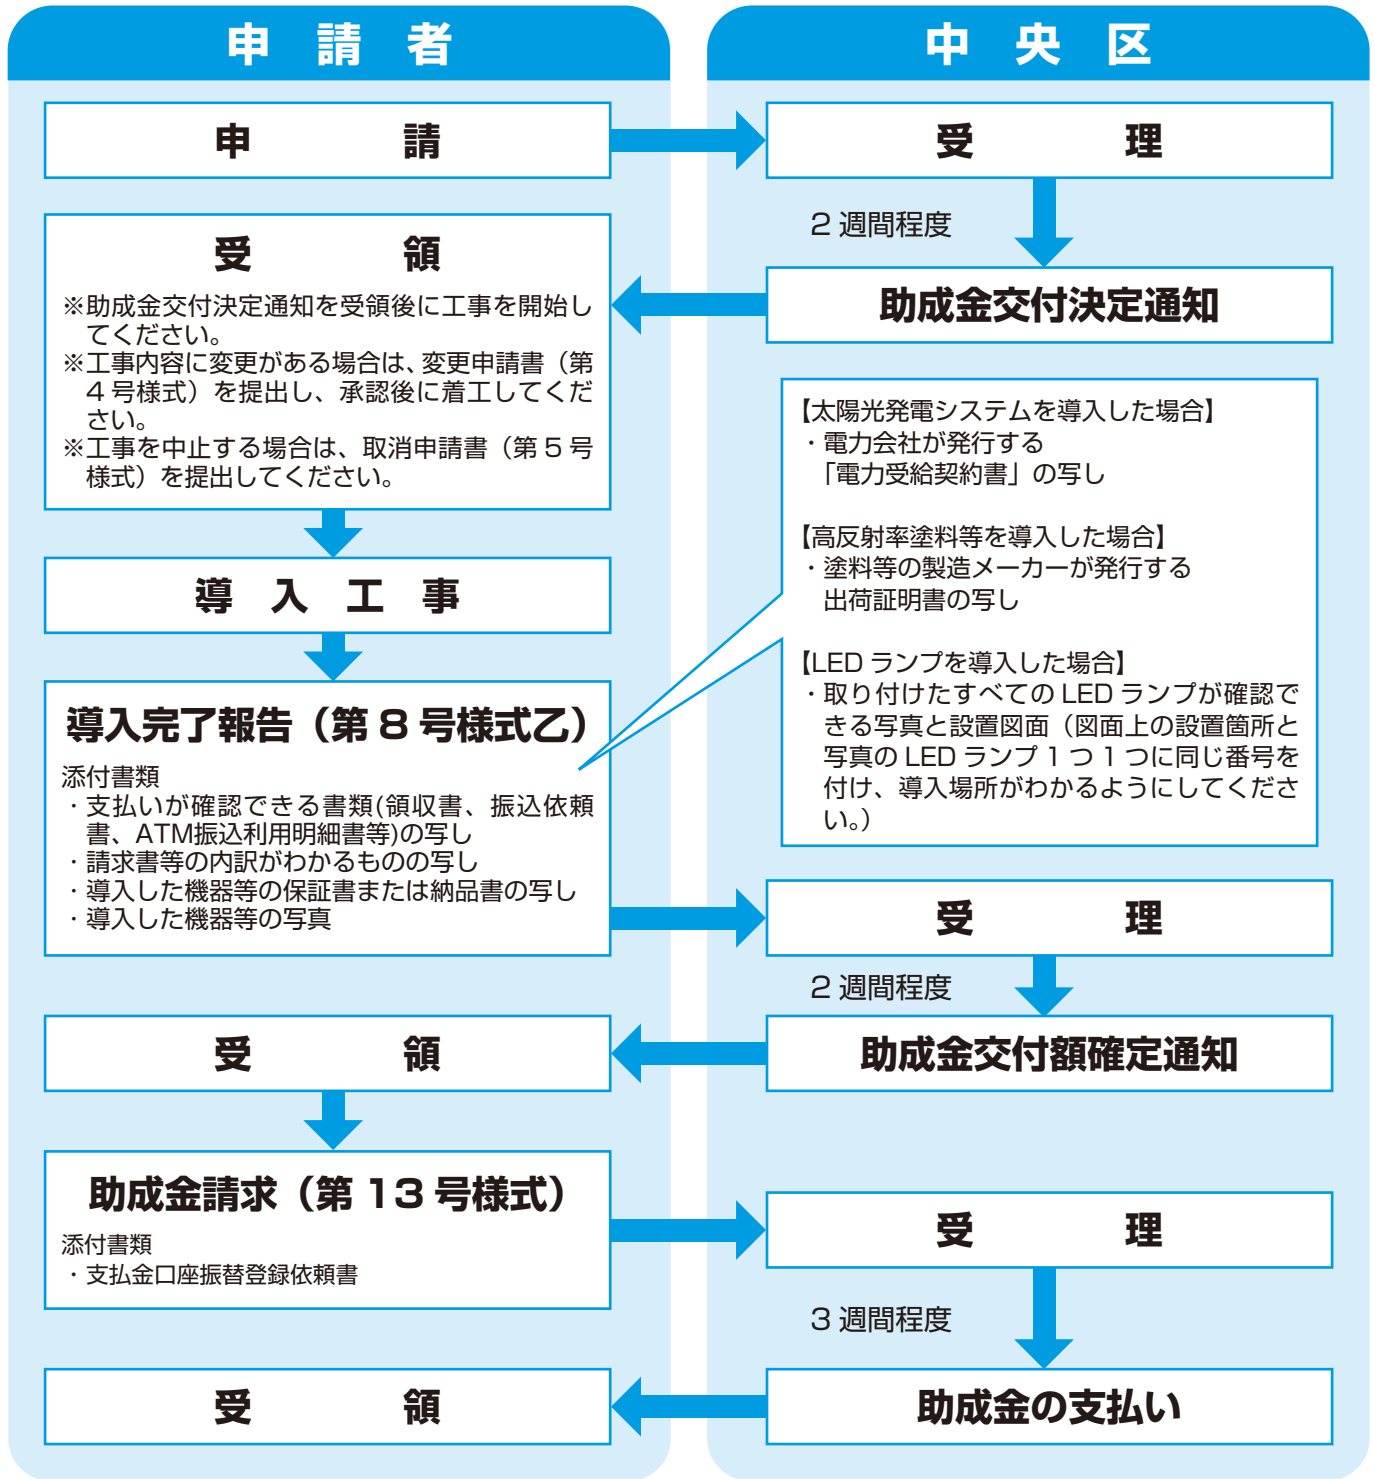 申請者
中央区
申請
受理
2週間程度
受領
※助成金交付決定通知を受領後に工事を開始し
てください。
※工事内容に変更がある場合は、変更申請書（第
4号様式）を提出し、承認後に着工してくだ
さい。
※工事を中止する場合は、取消申請書（第5号
様式）を提出してください。
助成金交付決定通知
導入工事
【太陽光発電システムを導入した場合】
・電力会社が発行する
「電力受給契約書」の写し
【高反射率塗料等を導入した場合】
・塗料等の製造メーカーが発行する
出荷証明書の写し
【LEDランプを導入した場合】
・取り付けたすべてのLEDランプが確認で
きる写真と設置図面（図面上の設置箇所と
写真のLEDランプ1つ1つに同じ番号を
付け、導入場所がわかるようにしてくださ
い。）
導入完了報告（第8号様式乙）
添付書類
・支払いが確認できる書類(領収書、振込依頼
書、ATM振込利用明細書等)の写し
・請求書等の内訳がわかるものの写し
・導入した機器等の保証書または納品書の写し
・導入した機器等の写真
受理
2週間程度
受領
助成金交付額確定通知
助成金請求（第13号様式）
添付書類
・支払金口座振替登録依頼書
受理
3週間程度
受領
助成金の支払い